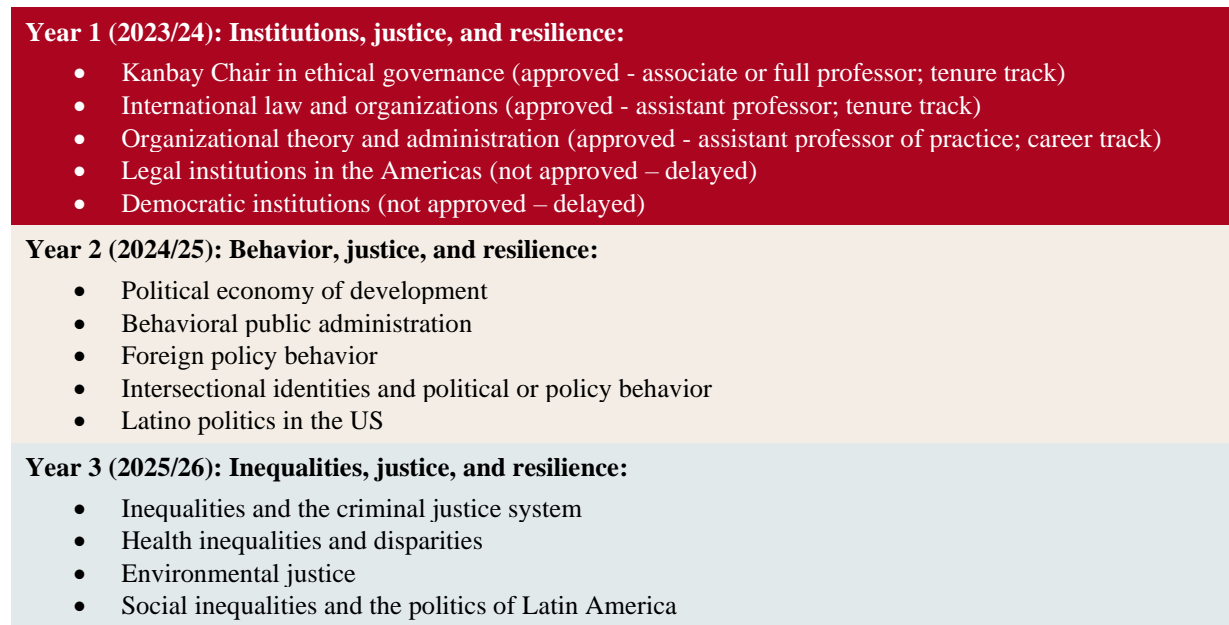 Year 1 (2023/24): Institutions, justice, and resilience:
• Kanbay Chair in ethical governance (approved - associate or full professor; tenure track)
• International law and organizations (approved - assistant professor; tenure track)
• Organizational theory and administration (approved - assistant professor of practice; career track)
• Legal institutions in the Americas (not approved – delayed)
• Democratic institutions (not approved – delayed)
Year 2 (2024/25): Behavior, justice, and resilience:
• Political economy of development
• Behavioral public administration
• Foreign policy behavior
• Intersectional identities and political or policy behavior
• Latino politics in the US
Year 3 (2025/26): Inequalities, justice, and resilience:
• Inequalities and the criminal justice system
• Health inequalities and disparities
• Environmental justice
• Social inequalities and the politics of Latin America